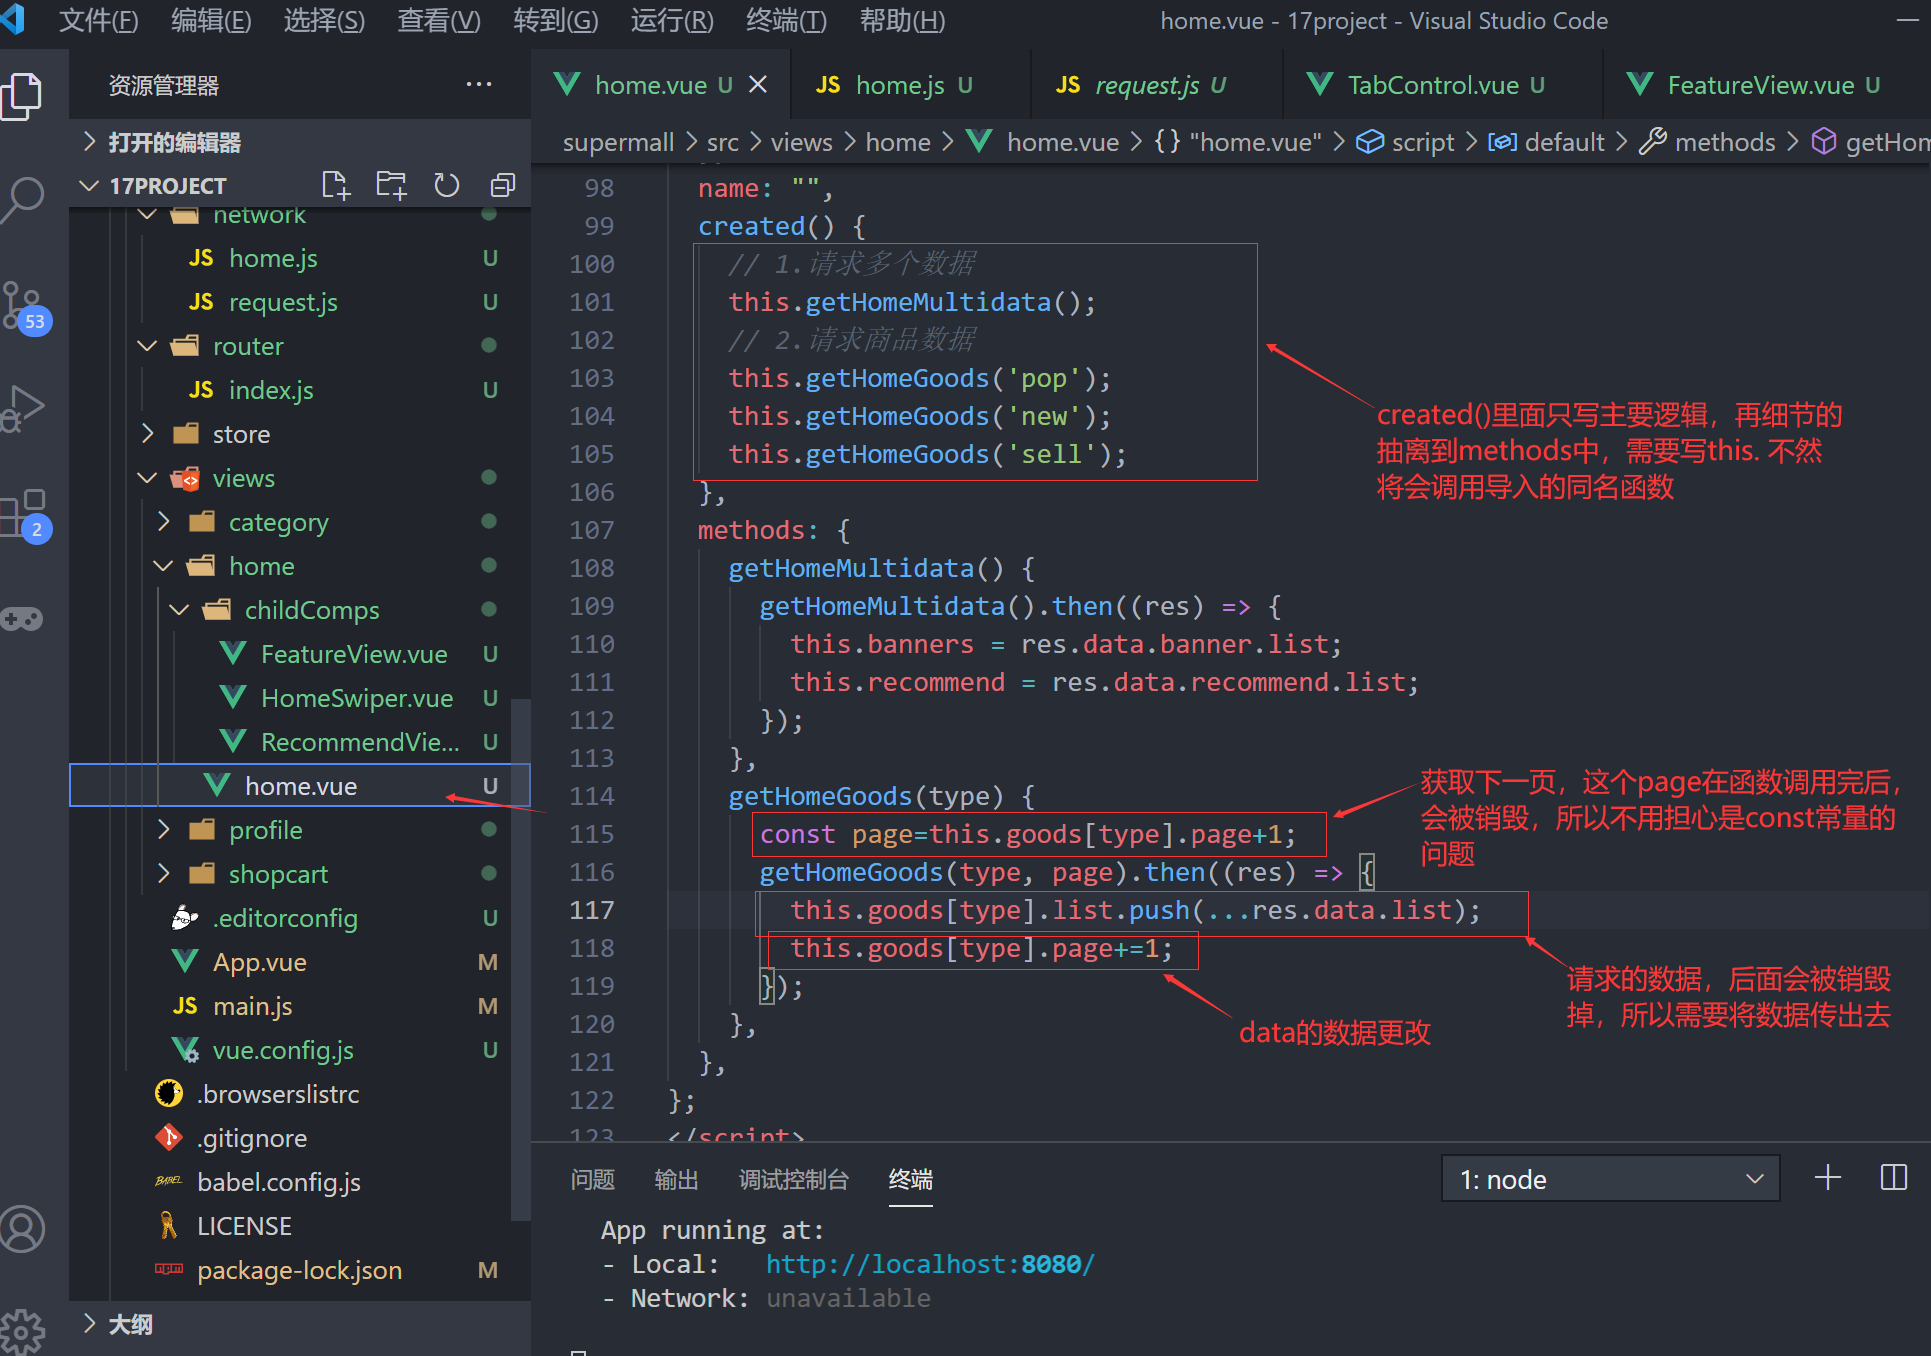 文件(F) 编辑(E) 选择(S) 查看(V) 转到(G) 运行(R) 终端(T) 帮助(H) home.vue - 17project - Visual Studio Code
资源管理器 ···
home.vue U JS home.js U JS request.js U TabControl.vue U FeatureView.vue U
打开的编辑器
supermall > src > views > home > home.vue > {} "home.vue" > script > default > methods > getHom
17PROJECT
network
JS home.js U
JS request.js U
router
JS index.js U
store
views
category
home
childComps
FeatureView.vue U
HomeSwiper.vue U
RecommendVie... U
home.vue U
profile
shopcart
.editorconfig U
App.vue M
JS main.js M
vue.config.js U
.browserslistrc
.gitignore
BABEL babel.config.js
LICENSE
package-lock.json M
大纲
53
2
98 name: "",
99 created() {
100 // 1.请求多个数据
101 this.getHomeMultidata();
102 // 2.请求商品数据
103 this.getHomeGoods('pop');
104 this.getHomeGoods('new');
105 this.getHomeGoods('sell');
106 },
107 methods: {
108 getHomeMultidata() {
109 getHomeMultidata().then((res) => {
110 this.banners = res.data.banner.list;
111 this.recommend = res.data.recommend.list;
112 });
113 },
114 getHomeGoods(type) {
115 const page=this.goods[type].page+1;
116 getHomeGoods(type, page).then((res) => {
117 this.goods[type].list.push(...res.data.list);
118 this.goods[type].page+=1;
119 });
120 },
121 },
122 };
123 </script>
created()里面只写主要逻辑，再细节的
抽离到methods中，需要写this. 不然
将会调用导入的同名函数
获取下一页，这个page在函数调用完后，
会被销毁，所以不用担心是const常量的
问题
请求的数据，后面会被销毁
掉，所以需要将数据传出去
data的数据更改
问题 输出 调试控制台 终端 1: node
App running at:
- Local: http://localhost:8080/
- Network: unavailable